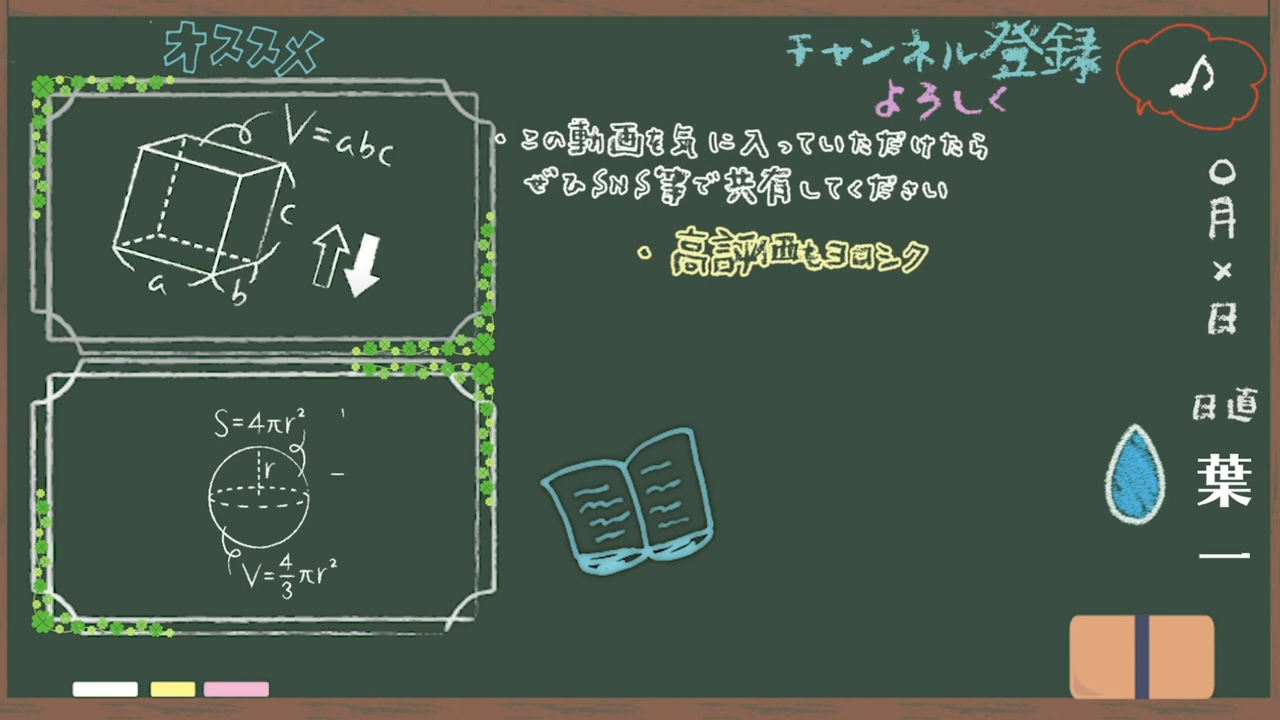 オススメ
V=abc
c
a
b
S=4πr²
r
V=4/3πr²
チャンネル登録
よろしく
・この動画を気に入っていただけたら
ぜひSNS等で共有してください
・高評価もヨロシク
〇月×日
日直
葉一